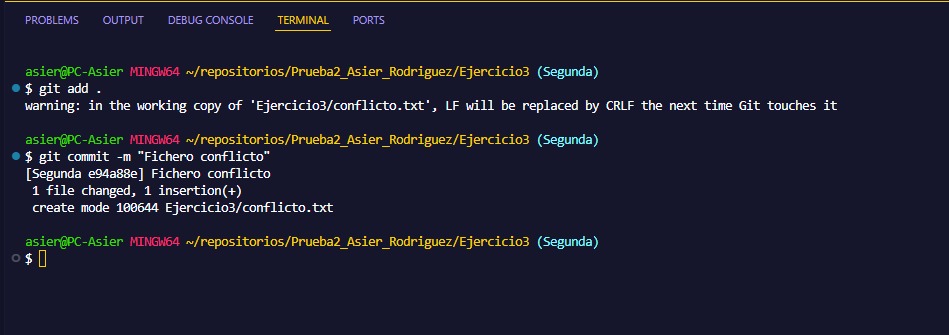 PROBLEMS OUTPUT DEBUG CONSOLE TERMINAL PORTS
asier@PC-Asier MINGW64 ~/repositorios/Prueba2_Asier_Rodriguez/Ejercicio3 (Segunda)
$ git add .
warning: in the working copy of 'Ejercicio3/conflicto.txt', LF will be replaced by CRLF the next time Git touches it
asier@PC-Asier MINGW64 ~/repositorios/Prueba2_Asier_Rodriguez/Ejercicio3 (Segunda)
$ git commit -m "Fichero conflicto"
[Segunda e94a88e] Fichero conflicto
 1 file changed, 1 insertion(+)
 create mode 100644 Ejercicio3/conflicto.txt
asier@PC-Asier MINGW64 ~/repositorios/Prueba2_Asier_Rodriguez/Ejercicio3 (Segunda)
$